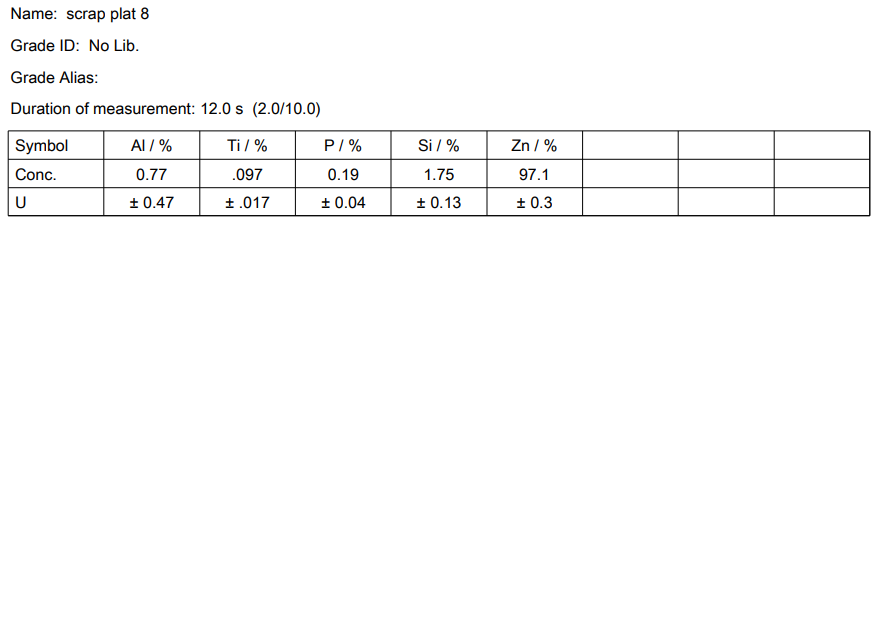 Name: scrap plat 8
Grade ID: No Lib.
Grade Alias:
Duration of measurement: 12.0 s (2.0/10.0)
Symbol Al / % Ti / % P / % Si / % Zn / %
Conc. 0.77 .097 0.19 1.75 97.1
U ± 0.47 ± .017 ± 0.04 ± 0.13 ± 0.3